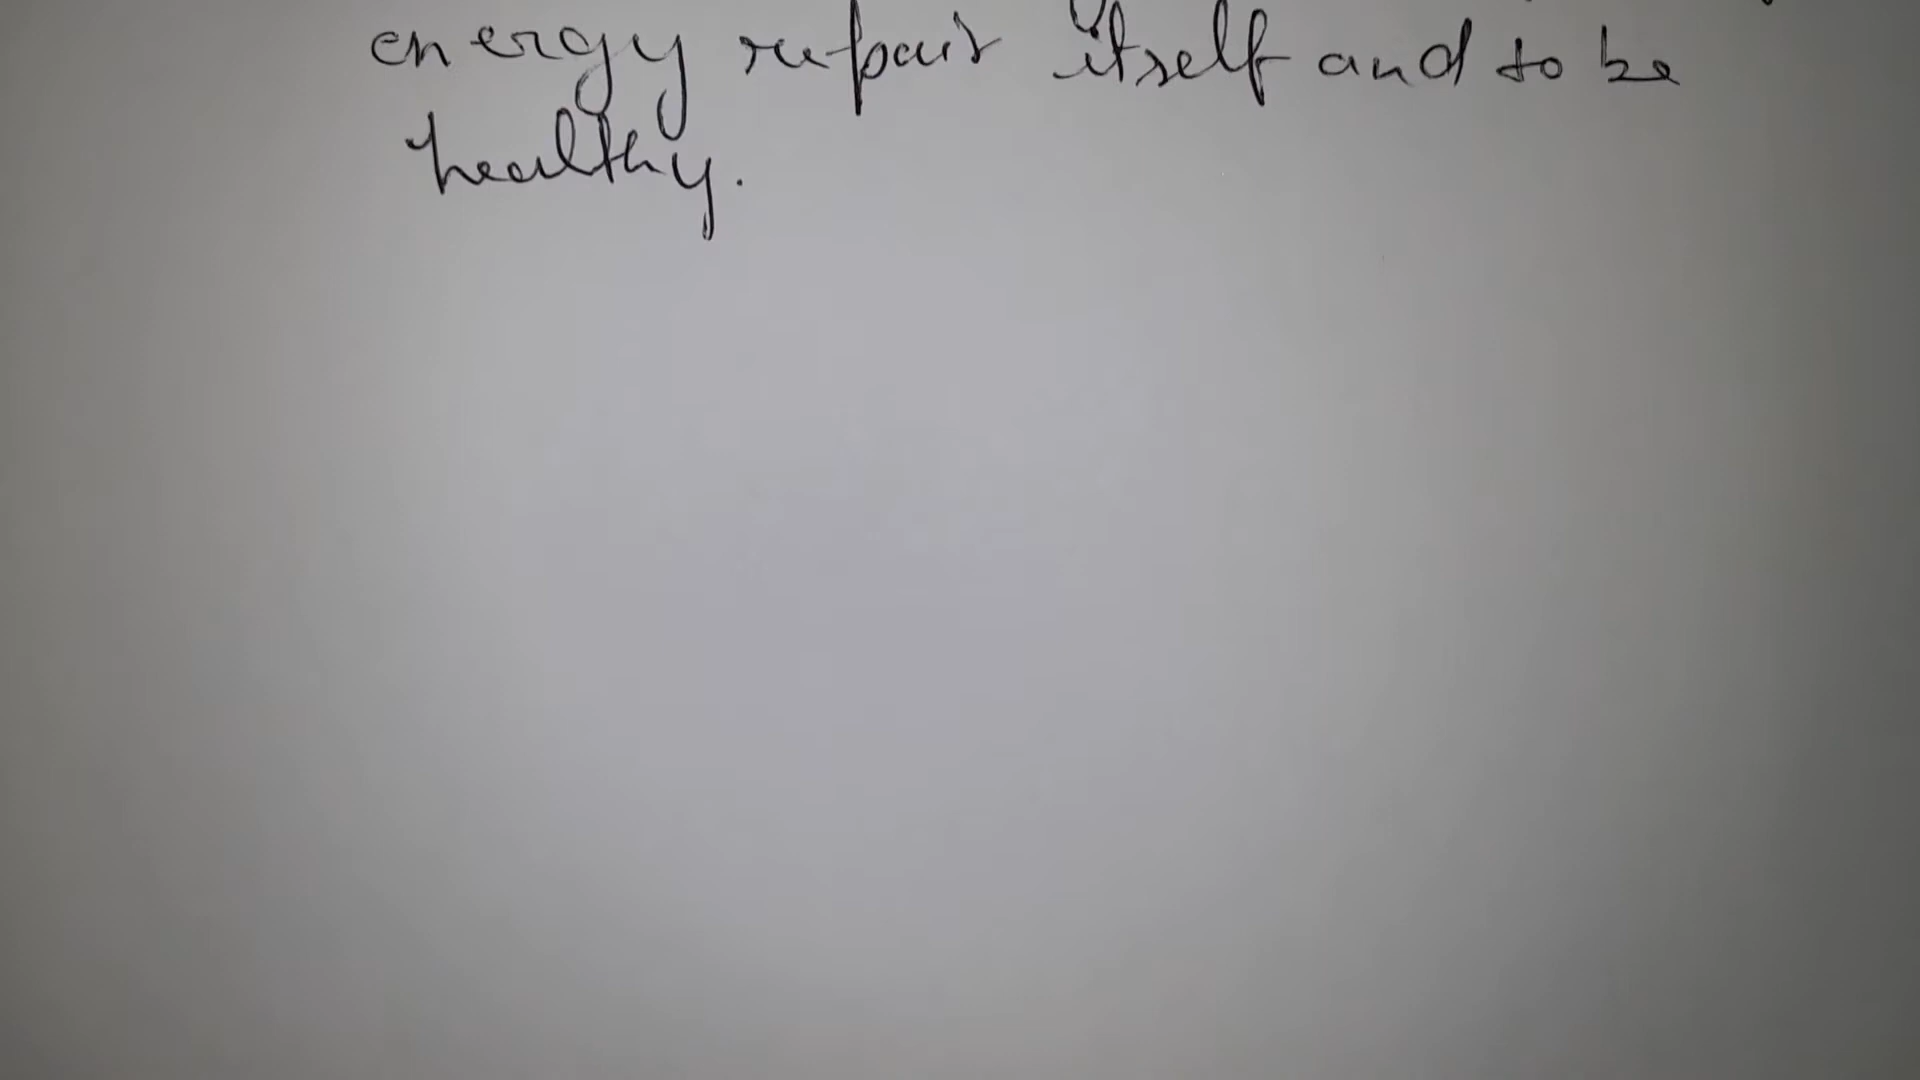 energy repair itself and to be
healthy.